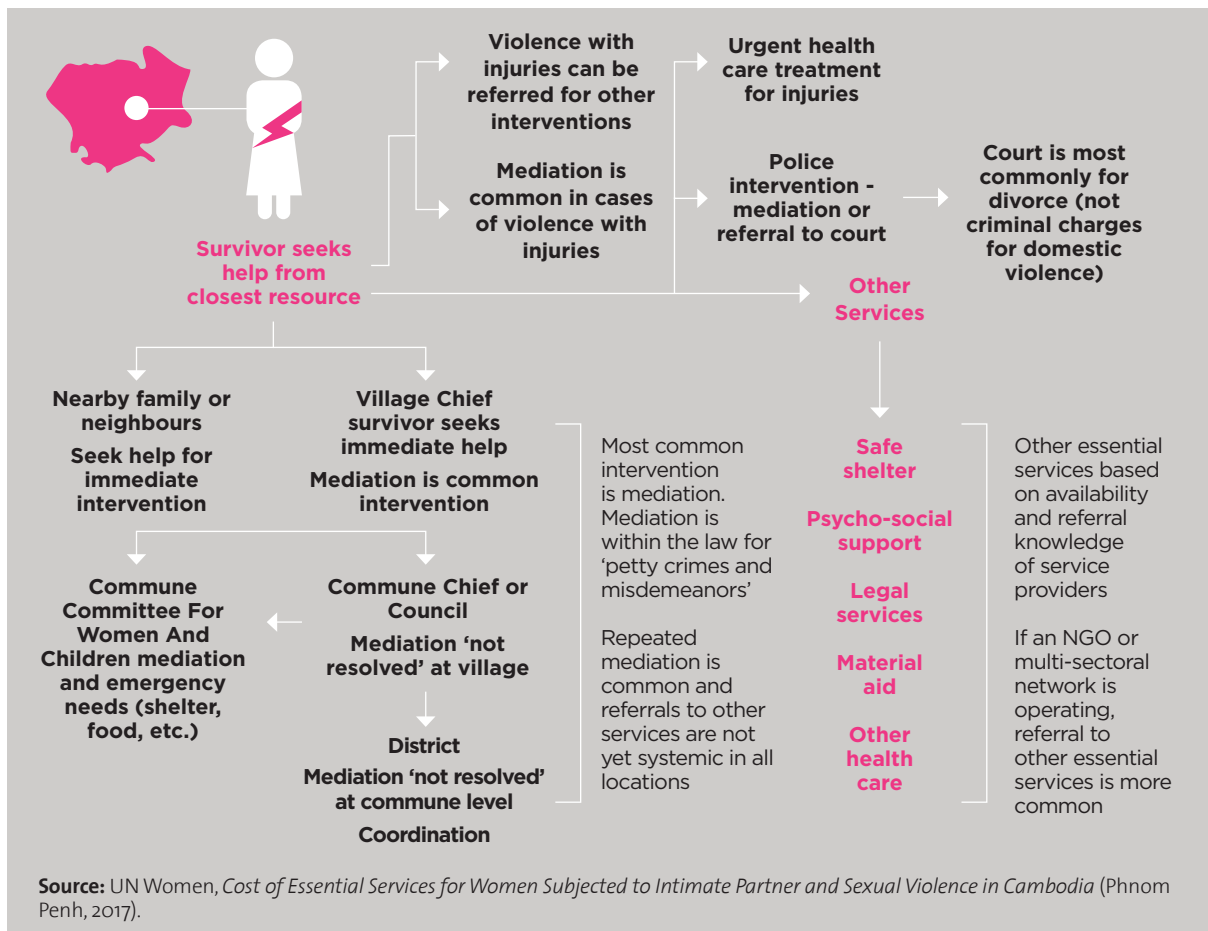 Violence with
injuries can be
referred for other
interventions
Urgent health
care treatment
for injuries
Mediation is
common in cases
of violence with
injuries
Police
intervention -
mediation or
referral to court
Court is most
commonly for
divorce (not
criminal charges
for domestic
violence)
Survivor seeks
help from
closest resource
Other
Services
Nearby family or
neighbours
Seek help for
immediate
intervention
Village Chief
survivor seeks
immediate help
Mediation is common
intervention
Commune
Committee For
Women And
Children mediation
and emergency
needs (shelter,
food, etc.)
Commune Chief or
Council
Mediation ‘not
resolved’ at village
District
Mediation ‘not resolved’
at commune level
Coordination
Most common
intervention
is mediation.
Mediation is
within the law for
‘petty crimes and
misdemeanors’
Repeated
mediation is
common and
referrals to other
services are not
yet systemic in all
locations
Safe
shelter
Psycho-social
support
Legal
services
Material
aid
Other
health
care
Other essential
services based
on availability
and referral
knowledge
of service
providers
If an NGO or
multi-sectoral
network is
operating,
referral to
other essential
services is more
common
Source: UN Women, Cost of Essential Services for Women Subjected to Intimate Partner and Sexual Violence in Cambodia (Phnom
Penh, 2017).